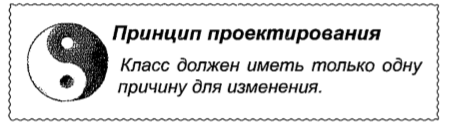 Принцип проектирования
Класс должен иметь только одну
причину для изменения.